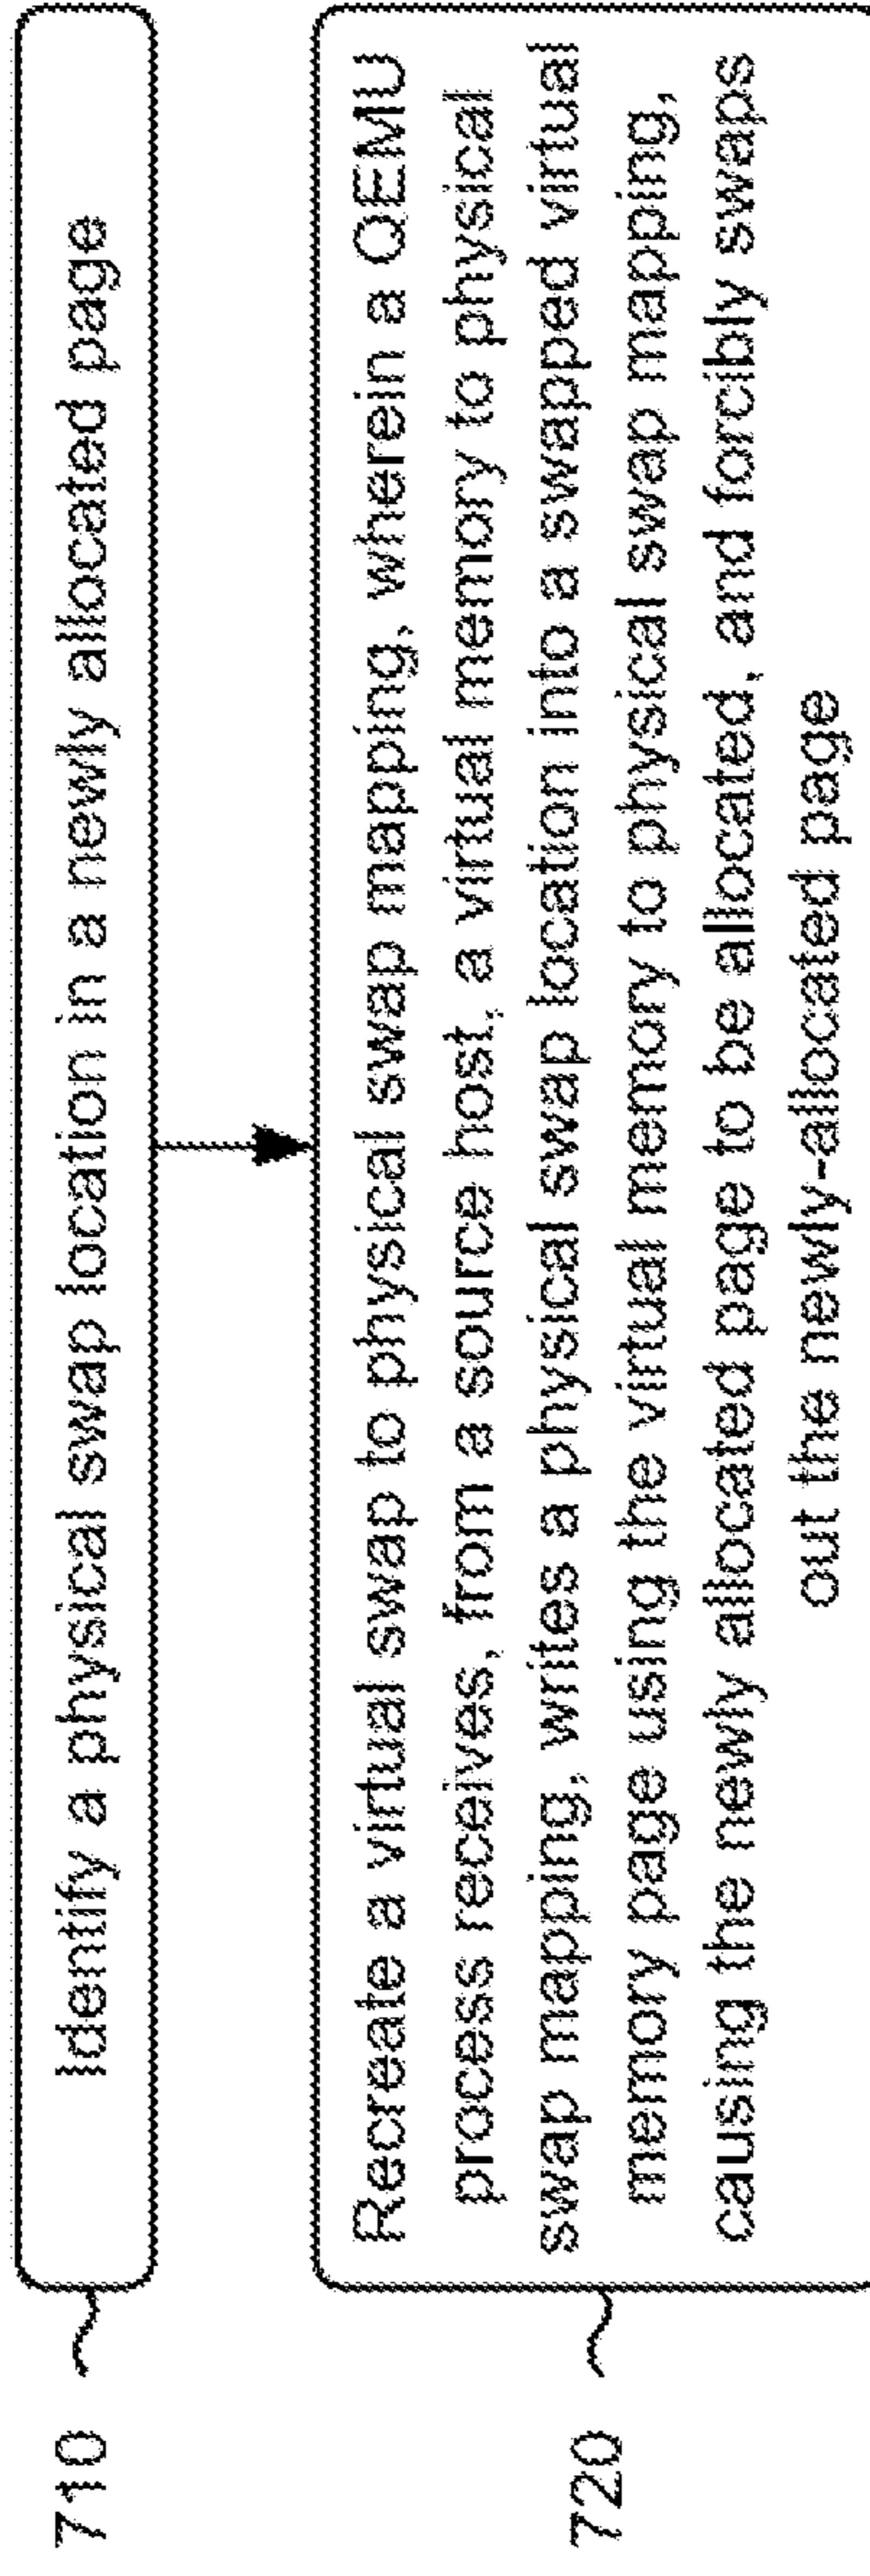 710
Identify a physical swap location in a newly allocated page
720
Recreate a virtual swap to physical swap mapping, wherein a QEMU
process receives, from a source host, a virtual memory to physical
swap mapping, writes a physical swap location into a swapped virtual
memory page using the virtual memory to physical swap mapping,
causing the newly allocated page to be allocated, and forcibly swaps
out the newly-allocated page